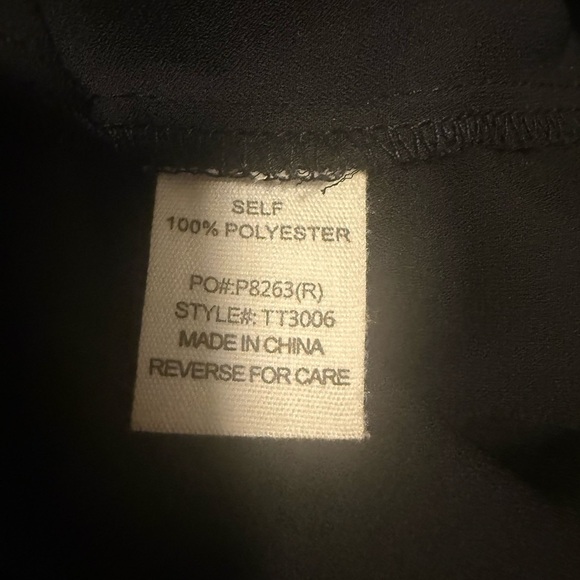 SELF
100% POLYESTER
PO#:P8263(R)
STYLE#: TT3006
MADE IN CHINA
REVERSE FOR CARE